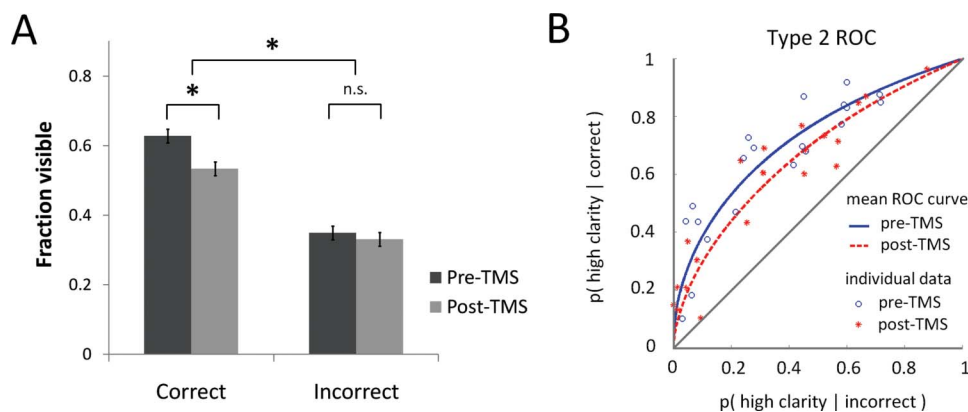 A
Fraction visible
0.8
0.6
0.4
0.2
0
*
*
n.s.
Pre-TMS
Post-TMS
Correct
Incorrect
B
Type 2 ROC
p( high clarity | correct )
1
0.8
0.6
0.4
0.2
0
mean ROC curve
pre-TMS
post-TMS
individual data
pre-TMS
post-TMS
0 0.2 0.4 0.6 0.8 1
p( high clarity | incorrect )